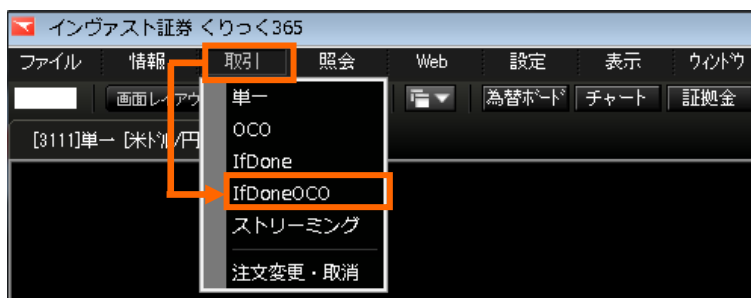 インヴァスト証券 くりっく365
ファイル 情報 取引 照会 Web 設定 表示 ウィンドウ
画面レイアウ 為替ボード チャート 証拠金
[3111]単一 [米ドル/円
単一
OCO
IfDone
IfDoneOCO
ストリーミング
注文変更・取消